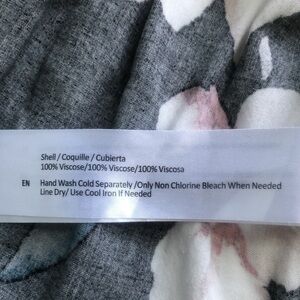 Shell / Coquille / Cubierta
100% Viscose/100% Viscose/100% Viscosa
EN Hand Wash Cold Separately /Only Non Chlorine Bleach When Needed
Line Dry/ Use Cool Iron If Needed